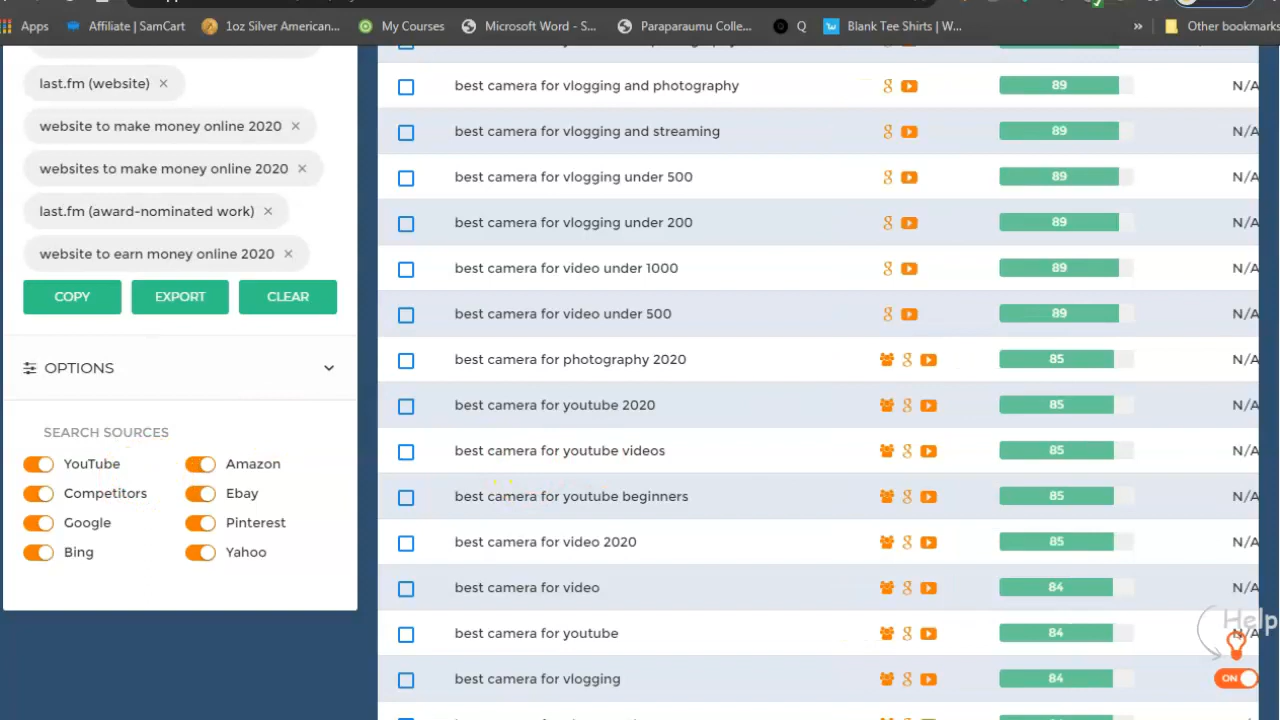 Apps
Affiliate | SamCart
1oz Silver American...
My Courses
Microsoft Word - S...
Paraparaumu Colle...
Q
Blank Tee Shirts | W...
»
Other bookmarks
last.fm (website) ×
website to make money online 2020 ×
websites to make money online 2020 ×
last.fm (award-nominated work) ×
website to earn money online 2020 ×
COPY
EXPORT
CLEAR
OPTIONS
SEARCH SOURCES
YouTube
Amazon
Competitors
Ebay
Google
Pinterest
Bing
Yahoo
best camera for vlogging and photography 89 N/A
best camera for vlogging and streaming 89 N/A
best camera for vlogging under 500 89 N/A
best camera for vlogging under 200 89 N/A
best camera for video under 1000 89 N/A
best camera for video under 500 89 N/A
best camera for photography 2020 85 N/A
best camera for youtube 2020 85 N/A
best camera for youtube videos 85 N/A
best camera for youtube beginners 85 N/A
best camera for video 2020 85 N/A
best camera for video 84 N/A
best camera for youtube 84 N/A
best camera for vlogging 84
Help
ON